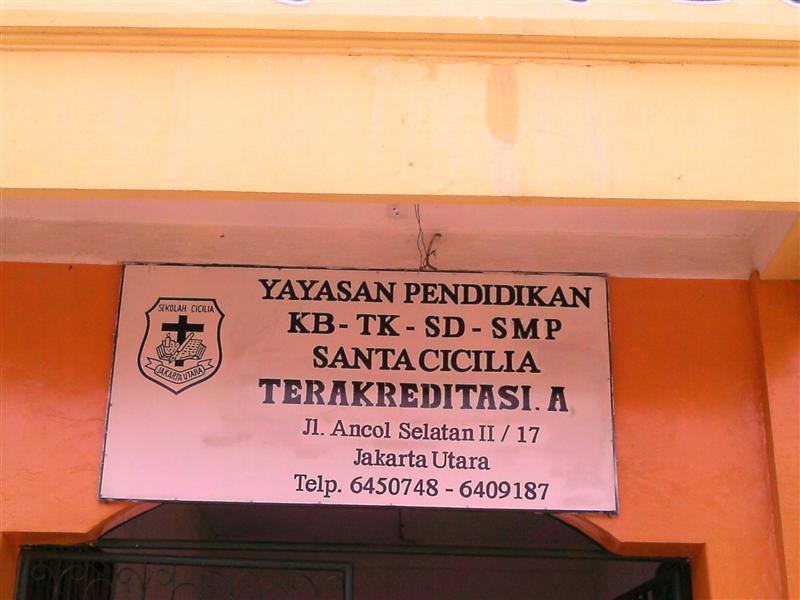 SEKOLAH CICILIA
JAKARTA UTARA
YAYASAN PENDIDIKAN
KB - TK - SD - SMP
SANTA CICILIA
TERAKREDITASI. A
Jl. Ancol Selatan II / 17
Jakarta Utara
Telp. 6450748 - 6409187